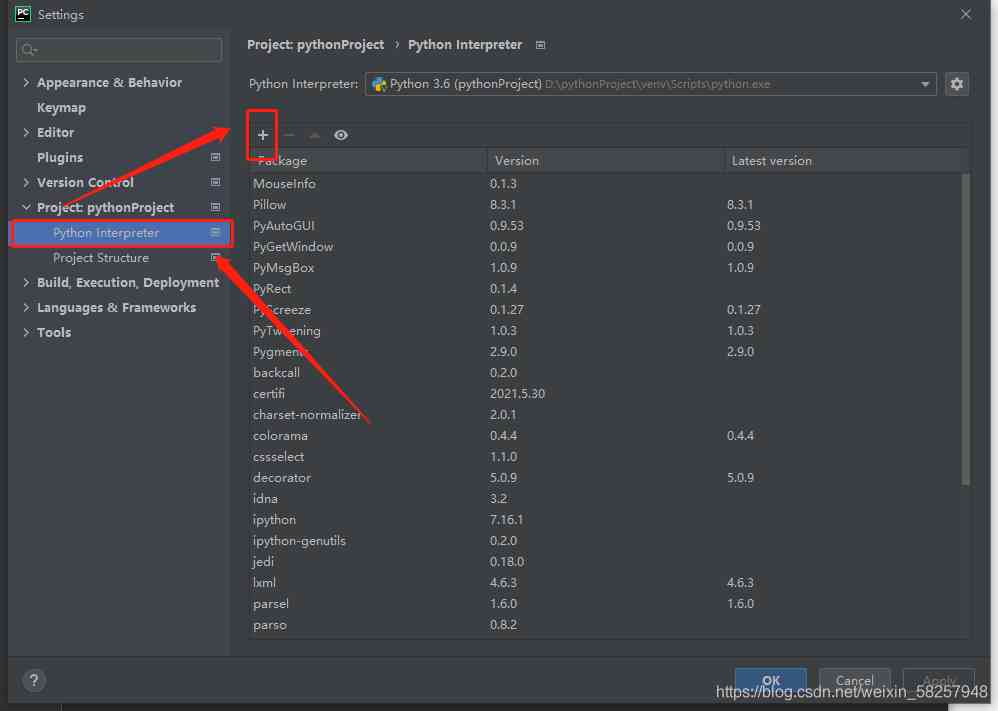 PC Settings
Project: pythonProject › Python Interpreter
Python Interpreter: Python 3.6 (pythonProject) D:\pythonProject\venv\Scripts\python.exe
Appearance & Behavior
Keymap
Editor
Plugins
Version Control
Project: pythonProject
Python Interpreter
Project Structure
Build, Execution, Deployment
Languages & Frameworks
Tools
Package Version Latest version
MouseInfo 0.1.3
Pillow 8.3.1 8.3.1
PyAutoGUI 0.9.53 0.9.53
PyGetWindow 0.0.9 0.0.9
PyMsgBox 1.0.9 1.0.9
PyRect 0.1.4
PyScreeze 0.1.27 0.1.27
PyTweening 1.0.3 1.0.3
Pygments 2.9.0 2.9.0
backcall 0.2.0
certifi 2021.5.30
charset-normalizer 2.0.1
colorama 0.4.4 0.4.4
cssselect 1.1.0
decorator 5.0.9 5.0.9
idna 3.2
ipython 7.16.1
ipython-genutils 0.2.0
jedi 0.18.0
lxml 4.6.3 4.6.3
parsel 1.6.0 1.6.0
parso 0.8.2
? OK Cancel Apply
https://blog.csdn.net/weixin_58257948